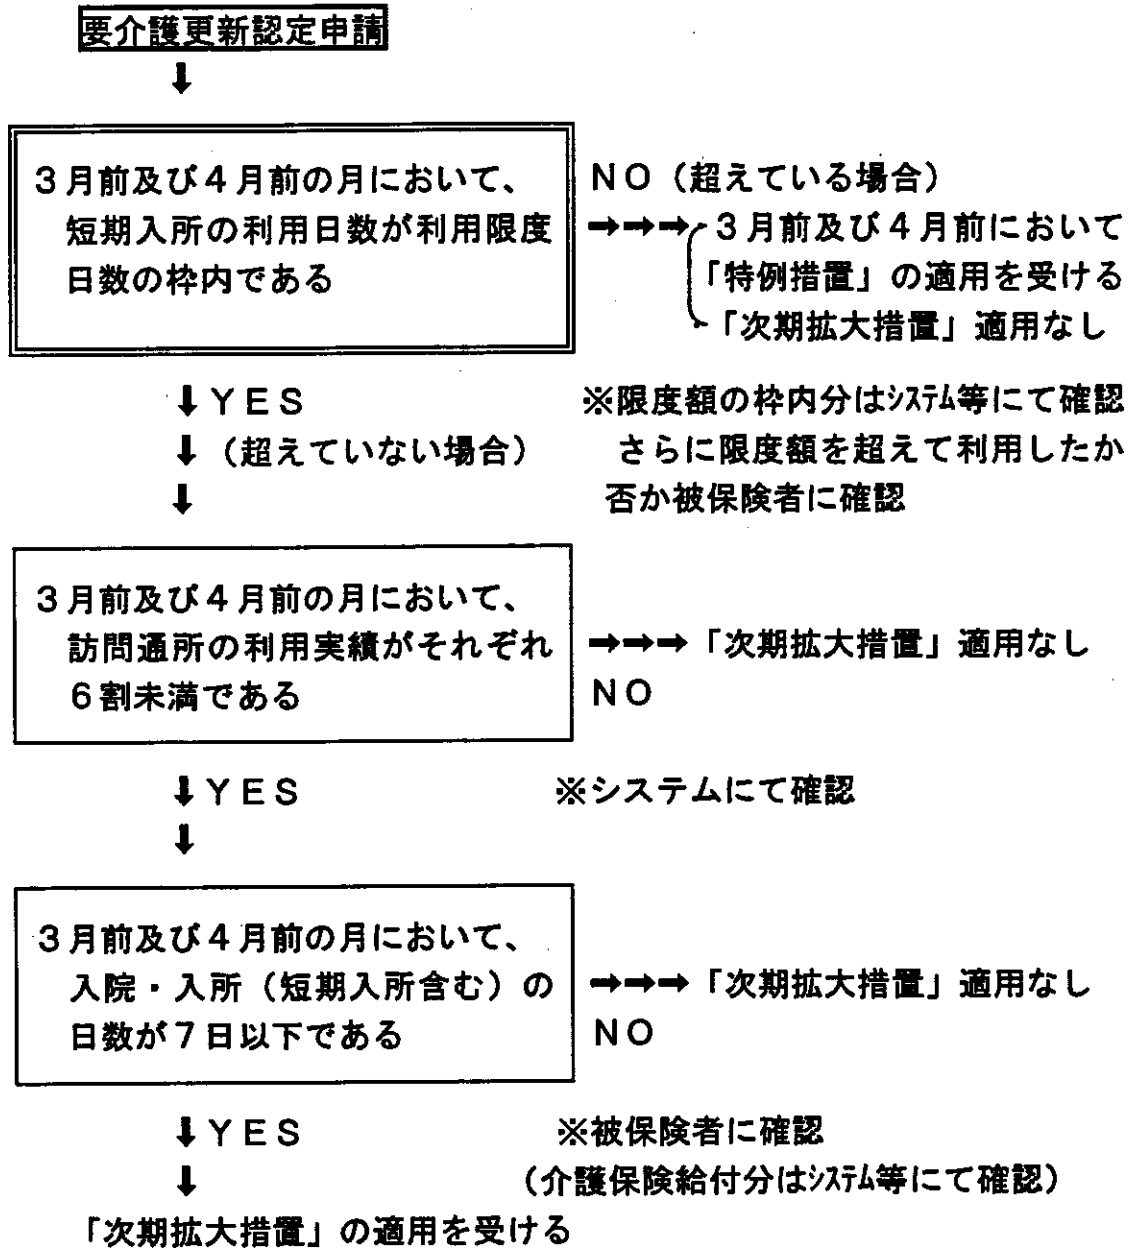 要介護更新認定申請
⬇
3月前及び4月前の月において、
短期入所の利用日数が利用限度
日数の枠内である
NO（超えている場合）
➡➡➡ 3月前及び4月前において
「特例措置」の適用を受ける
「次期拡大措置」適用なし
⬇YES
⬇（超えていない場合）
⬇
※限度額の枠内分はｼｽﾃﾑ等にて確認
さらに限度額を超えて利用したか
否か被保険者に確認
3月前及び4月前の月において、
訪問通所の利用実績がそれぞれ
6割未満である
➡➡➡「次期拡大措置」適用なし
NO
⬇YES
⬇
※システムにて確認
3月前及び4月前の月において、
入院・入所（短期入所含む）の
日数が7日以下である
➡➡➡「次期拡大措置」適用なし
NO
⬇YES
⬇
※被保険者に確認
（介護保険給付分はｼｽﾃﾑ等にて確認）
「次期拡大措置」の適用を受ける